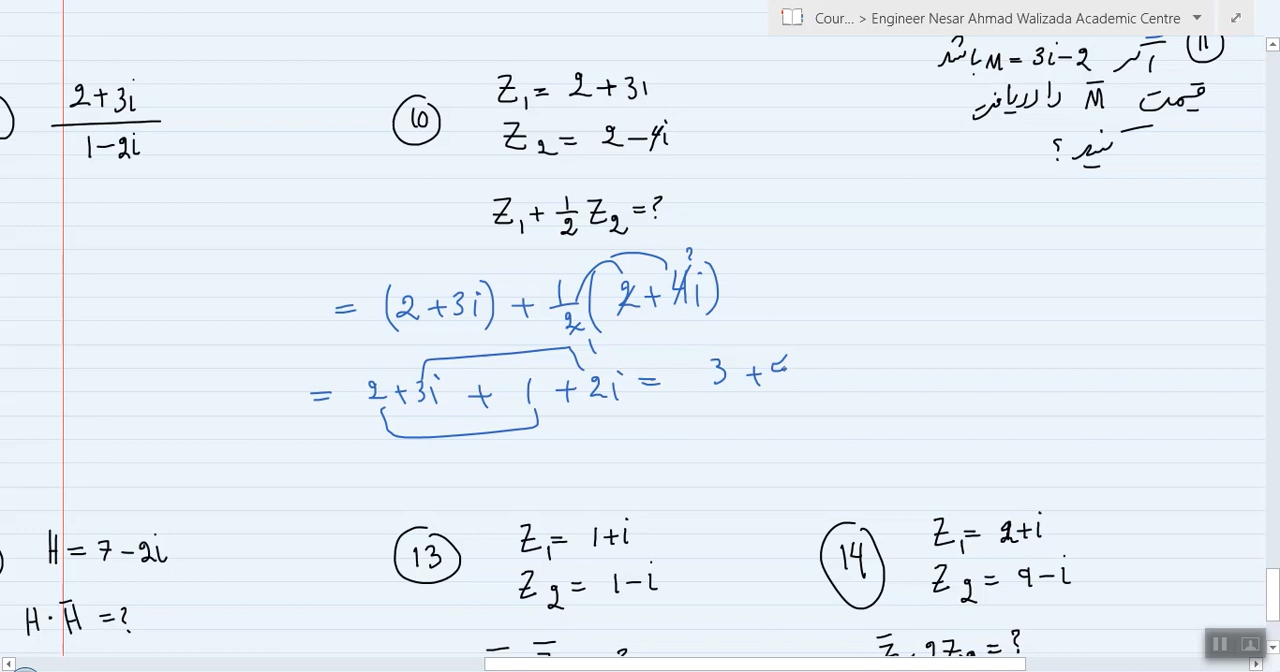 Cour... > Engineer Nesar Ahmad Walizada Academic Centre
(2+3i)/(1-2i)
⑩
Z₁ = 2+3i
Z₂ = 2-4i
Z₁ + 1/2 Z₂ = ?
= (2+3i) + 1/2 (2+4i)
= 2+3i + 1 + 2i = 3 +
⑪ اگر M = 3i-2 باشد
قیمت M̄ را دریافت
کنید ؟
H = 7-2i
H · H̄ = ?
⑬
Z₁ = 1+i
Z₂ = 1-i
⑭
Z₁ = 2+i
Z₂ = 9-i